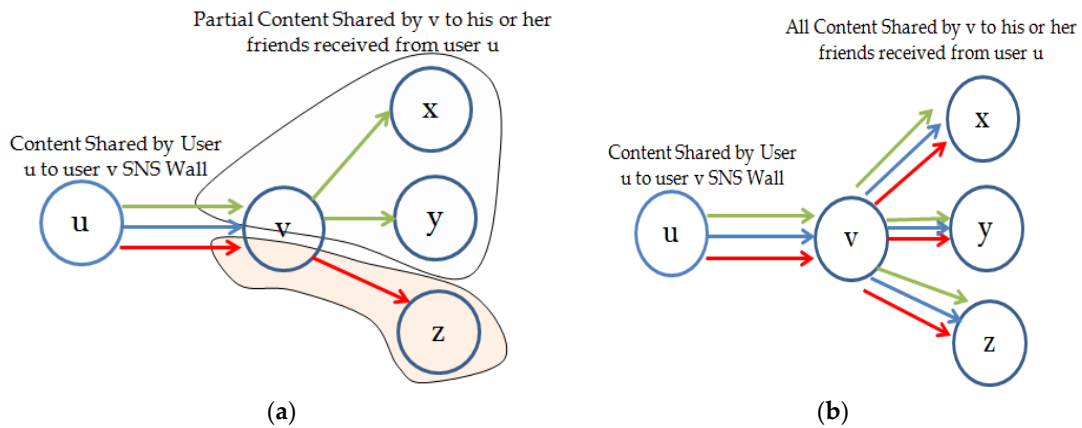 Partial Content Shared by v to his or her
friends received from user u
Content Shared by User
u to user v SNS Wall
u
v
x
y
z
(a)
All Content Shared by v to his or her
friends received from user u
Content Shared by User
u to user v SNS Wall
u
v
x
y
z
(b)